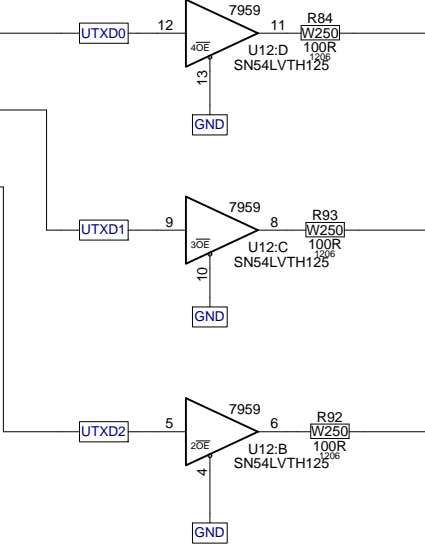 7959
R84
UTXD0
12
11
W250
4OE
100R
1206
U12:D
SN54LVTH125
13
GND
7959
R93
UTXD1
9
8
W250
3OE
100R
1206
U12:C
SN54LVTH125
10
GND
7959
R92
UTXD2
5
6
W250
2OE
100R
1206
U12:B
SN54LVTH125
4
GND